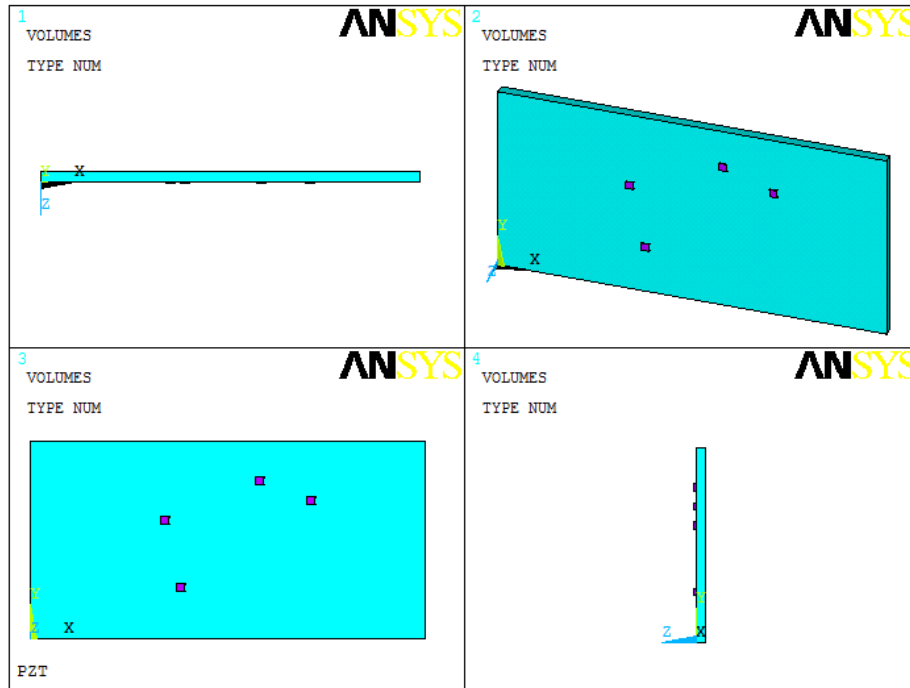 1
ANSYS
VOLUMES
TYPE NUM
Y
X
Z
2
ANSYS
VOLUMES
TYPE NUM
Y
X
Z
3
ANSYS
VOLUMES
TYPE NUM
Y
Z
X
PZT
4
ANSYS
VOLUMES
TYPE NUM
Y
Z
X